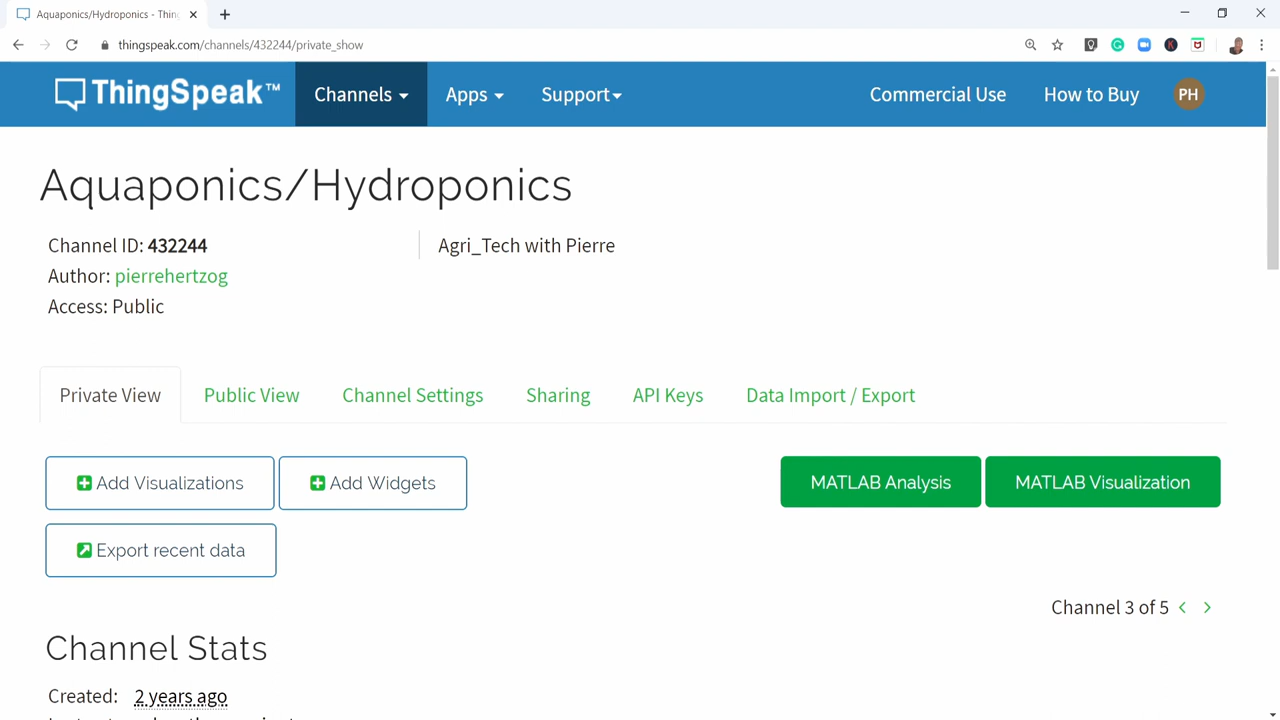 Aquaponics/Hydroponics - Thin
thingspeak.com/channels/432244/private_show
ThingSpeak™
Channels
Apps
Support
Commercial Use
How to Buy
PH
Aquaponics/Hydroponics
Channel ID: 432244
Agri_Tech with Pierre
Author: pierrehertzog
Access: Public
Private View
Public View
Channel Settings
Sharing
API Keys
Data Import / Export
Add Visualizations
Add Widgets
MATLAB Analysis
MATLAB Visualization
Export recent data
Channel 3 of 5
Channel Stats
Created: 2 years ago